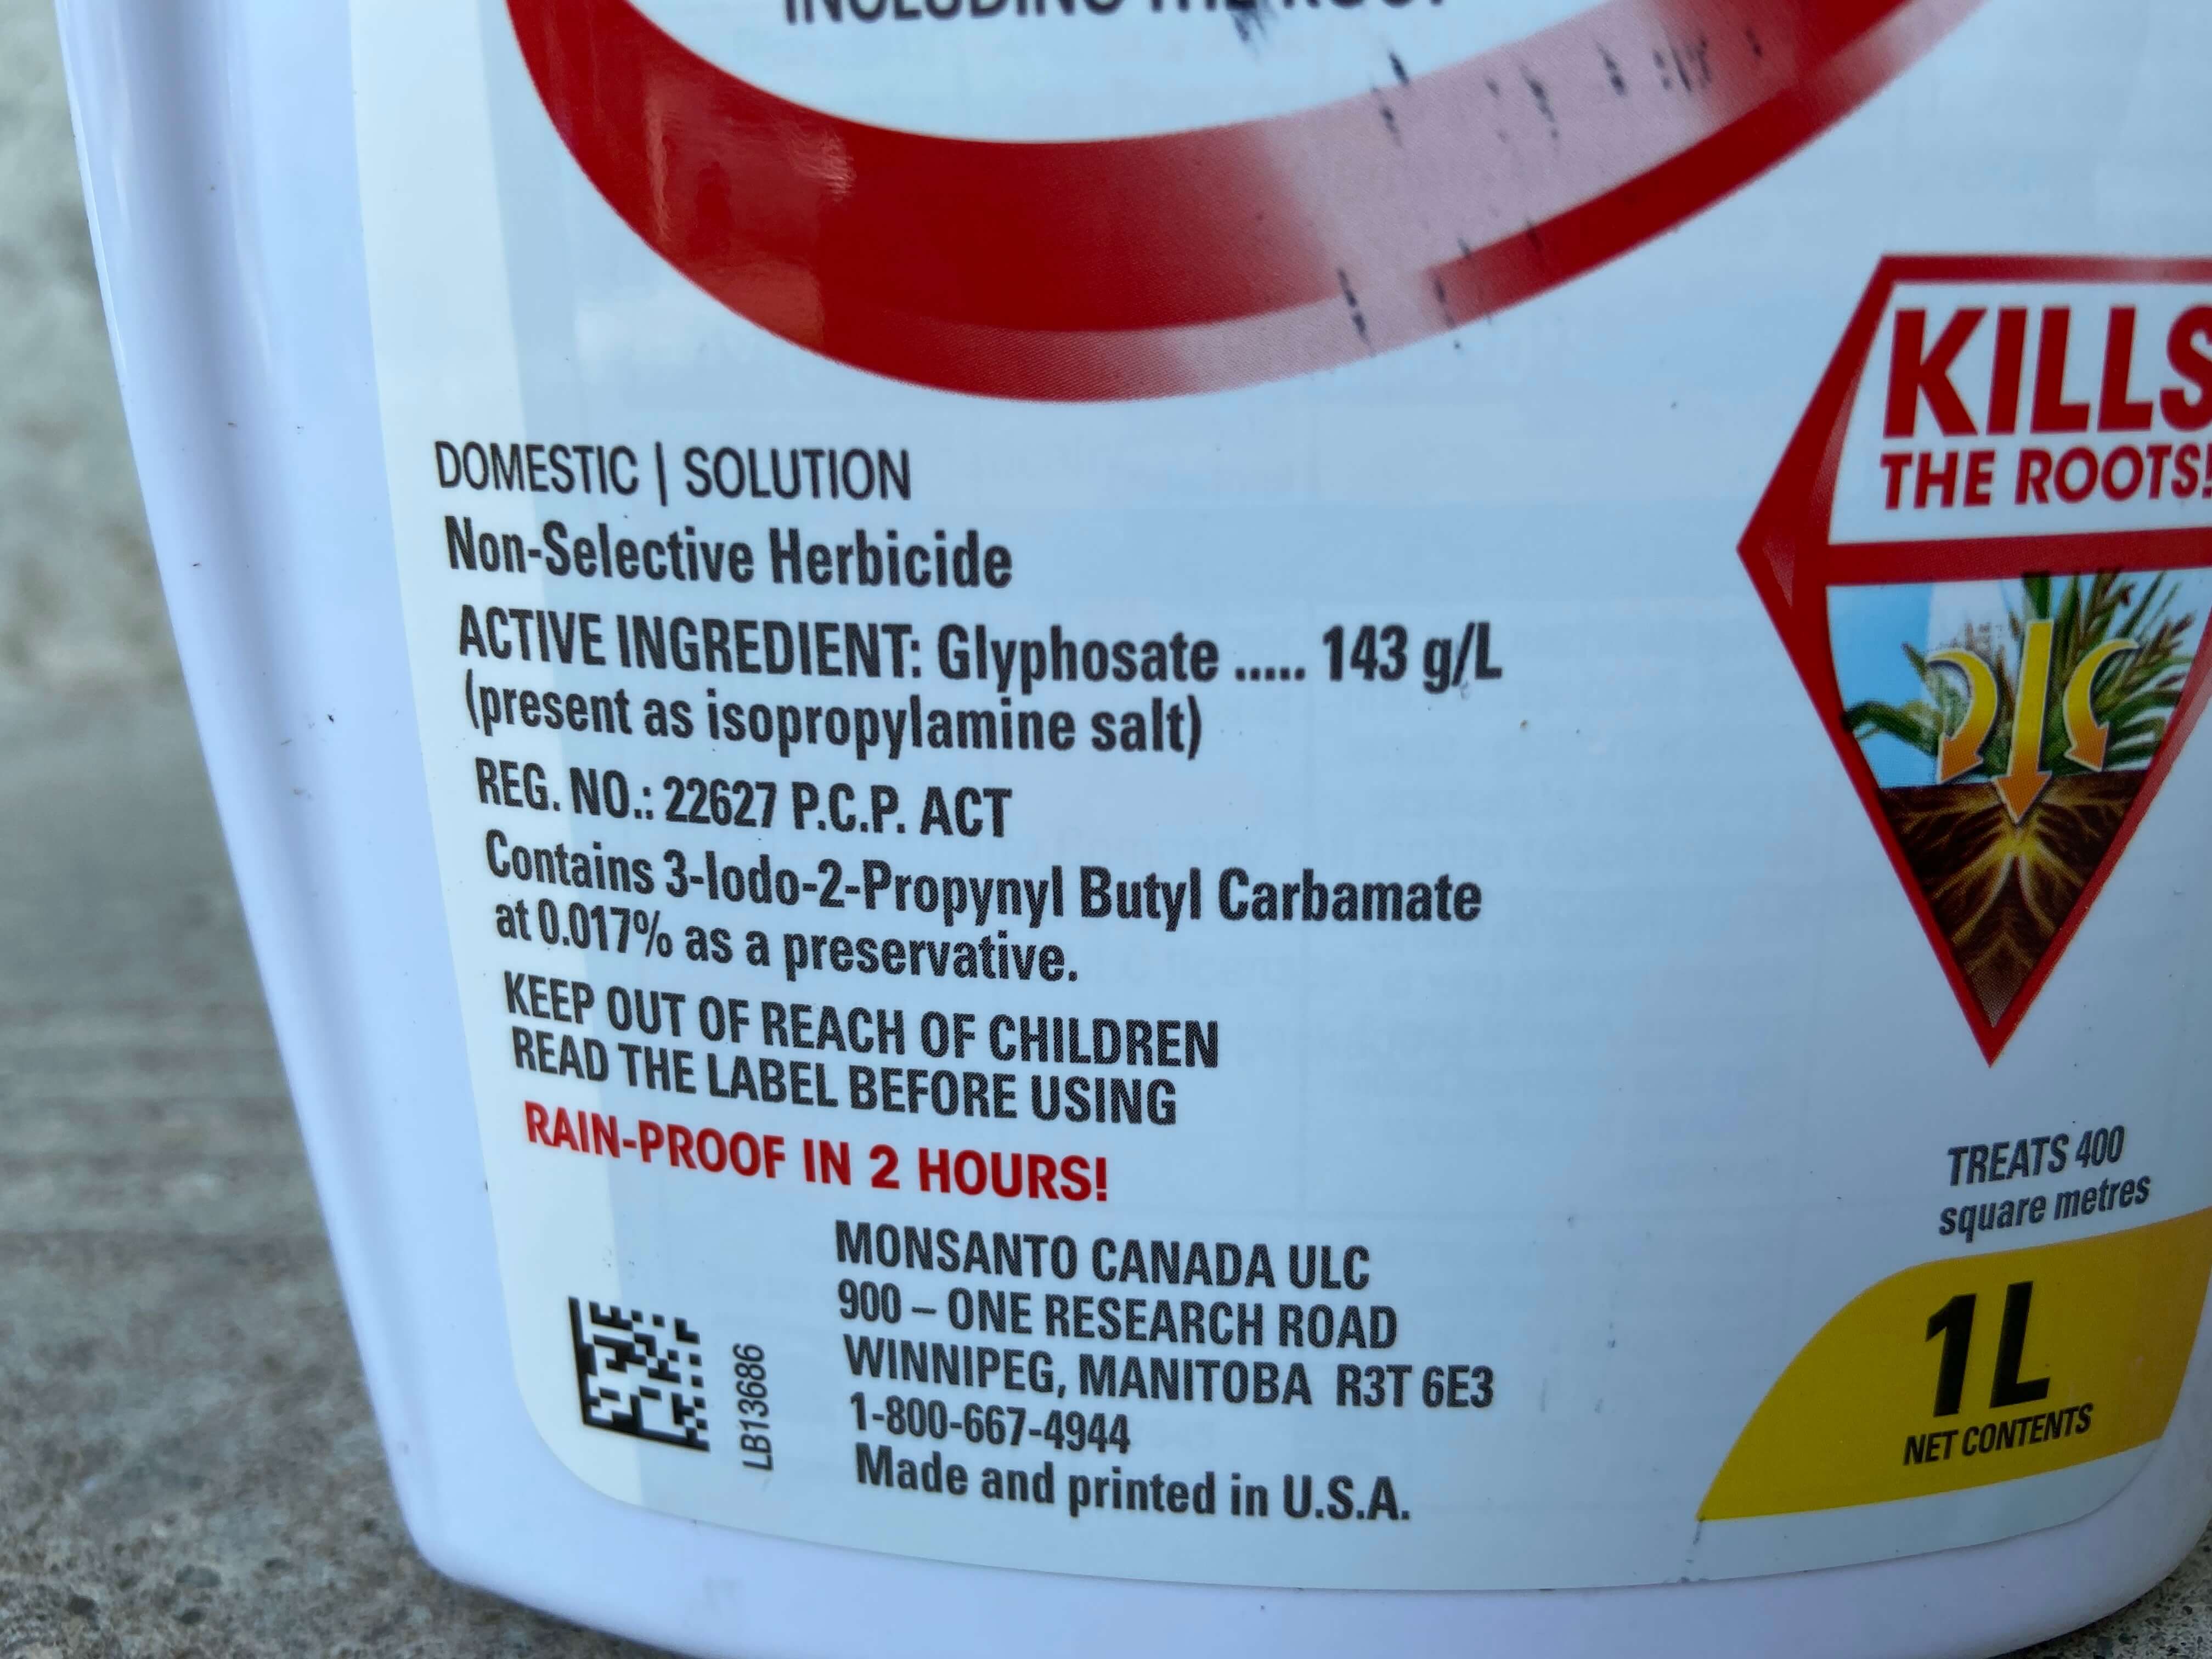 INCLUDING THE ROOT
KILLS
THE ROOTS!
DOMESTIC | SOLUTION
Non-Selective Herbicide
ACTIVE INGREDIENT: Glyphosate ..... 143 g/L
(present as isopropylamine salt)
REG. NO.: 22627 P.C.P. ACT
Contains 3-Iodo-2-Propynyl Butyl Carbamate
at 0.017% as a preservative.
KEEP OUT OF REACH OF CHILDREN
READ THE LABEL BEFORE USING
RAIN-PROOF IN 2 HOURS!
MONSANTO CANADA ULC
900 – ONE RESEARCH ROAD
WINNIPEG, MANITOBA R3T 6E3
1-800-667-4944
Made and printed in U.S.A.
LB13686
TREATS 400
square metres
1L
NET CONTENTS